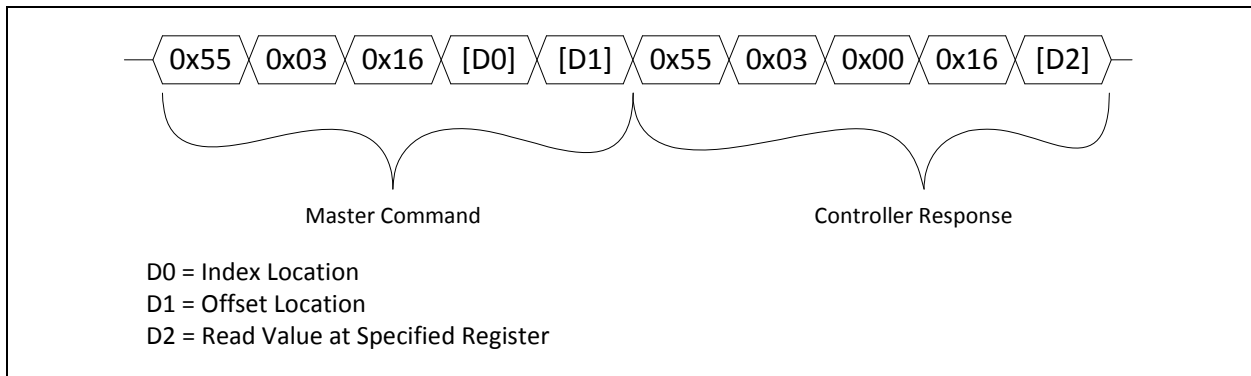 0x55 0x03 0x16 [D0] [D1] 0x55 0x03 0x00 0x16 [D2]
Master Command Controller Response
D0 = Index Location
D1 = Offset Location
D2 = Read Value at Specified Register